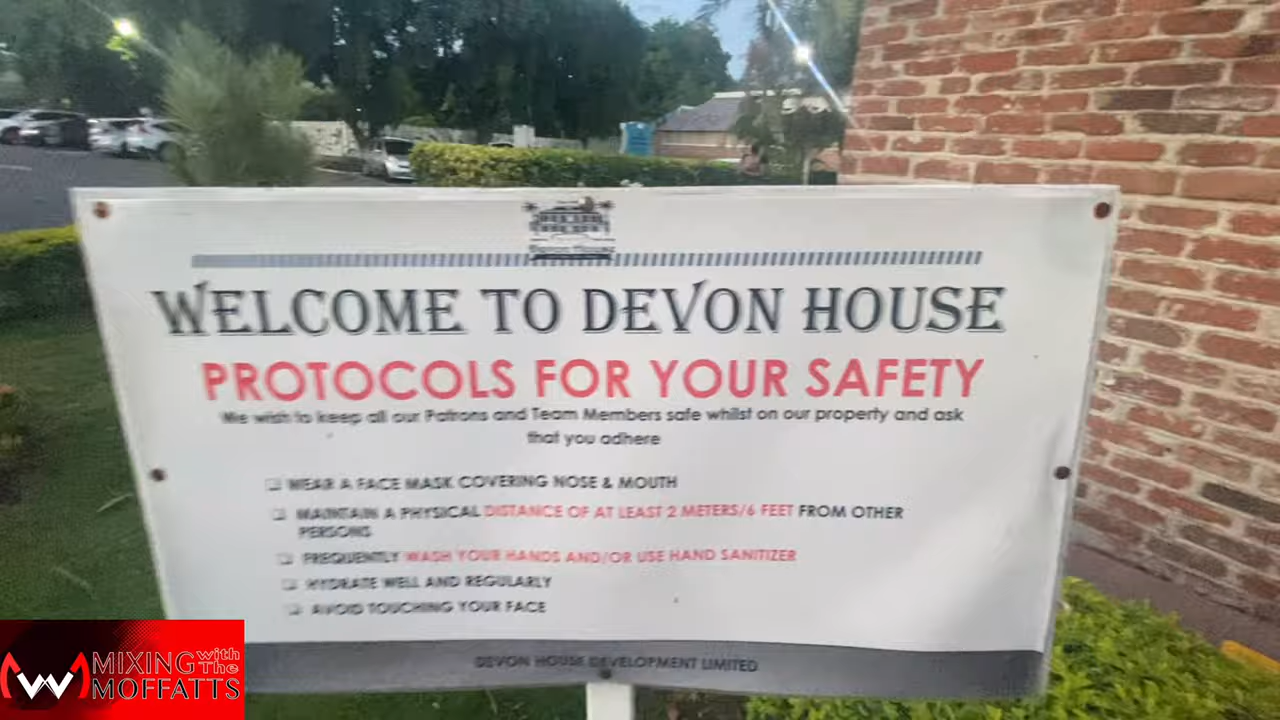 Devon House
WELCOME TO DEVON HOUSE
PROTOCOLS FOR YOUR SAFETY
We wish to keep all our Patrons and Team Members safe whilst on our property and ask
that you adhere
WEAR A FACE MASK COVERING NOSE & MOUTH
MAINTAIN A PHYSICAL DISTANCE OF AT LEAST 2 METERS/6 FEET FROM OTHER
PERSONS
FREQUENTLY WASH YOUR HANDS AND/OR USE HAND SANITIZER
HYDRATE WELL AND REGULARLY
AVOID TOUCHING YOUR FACE
DEVON HOUSE DEVELOPMENT LIMITED
MIXING with The
MOFFATTS